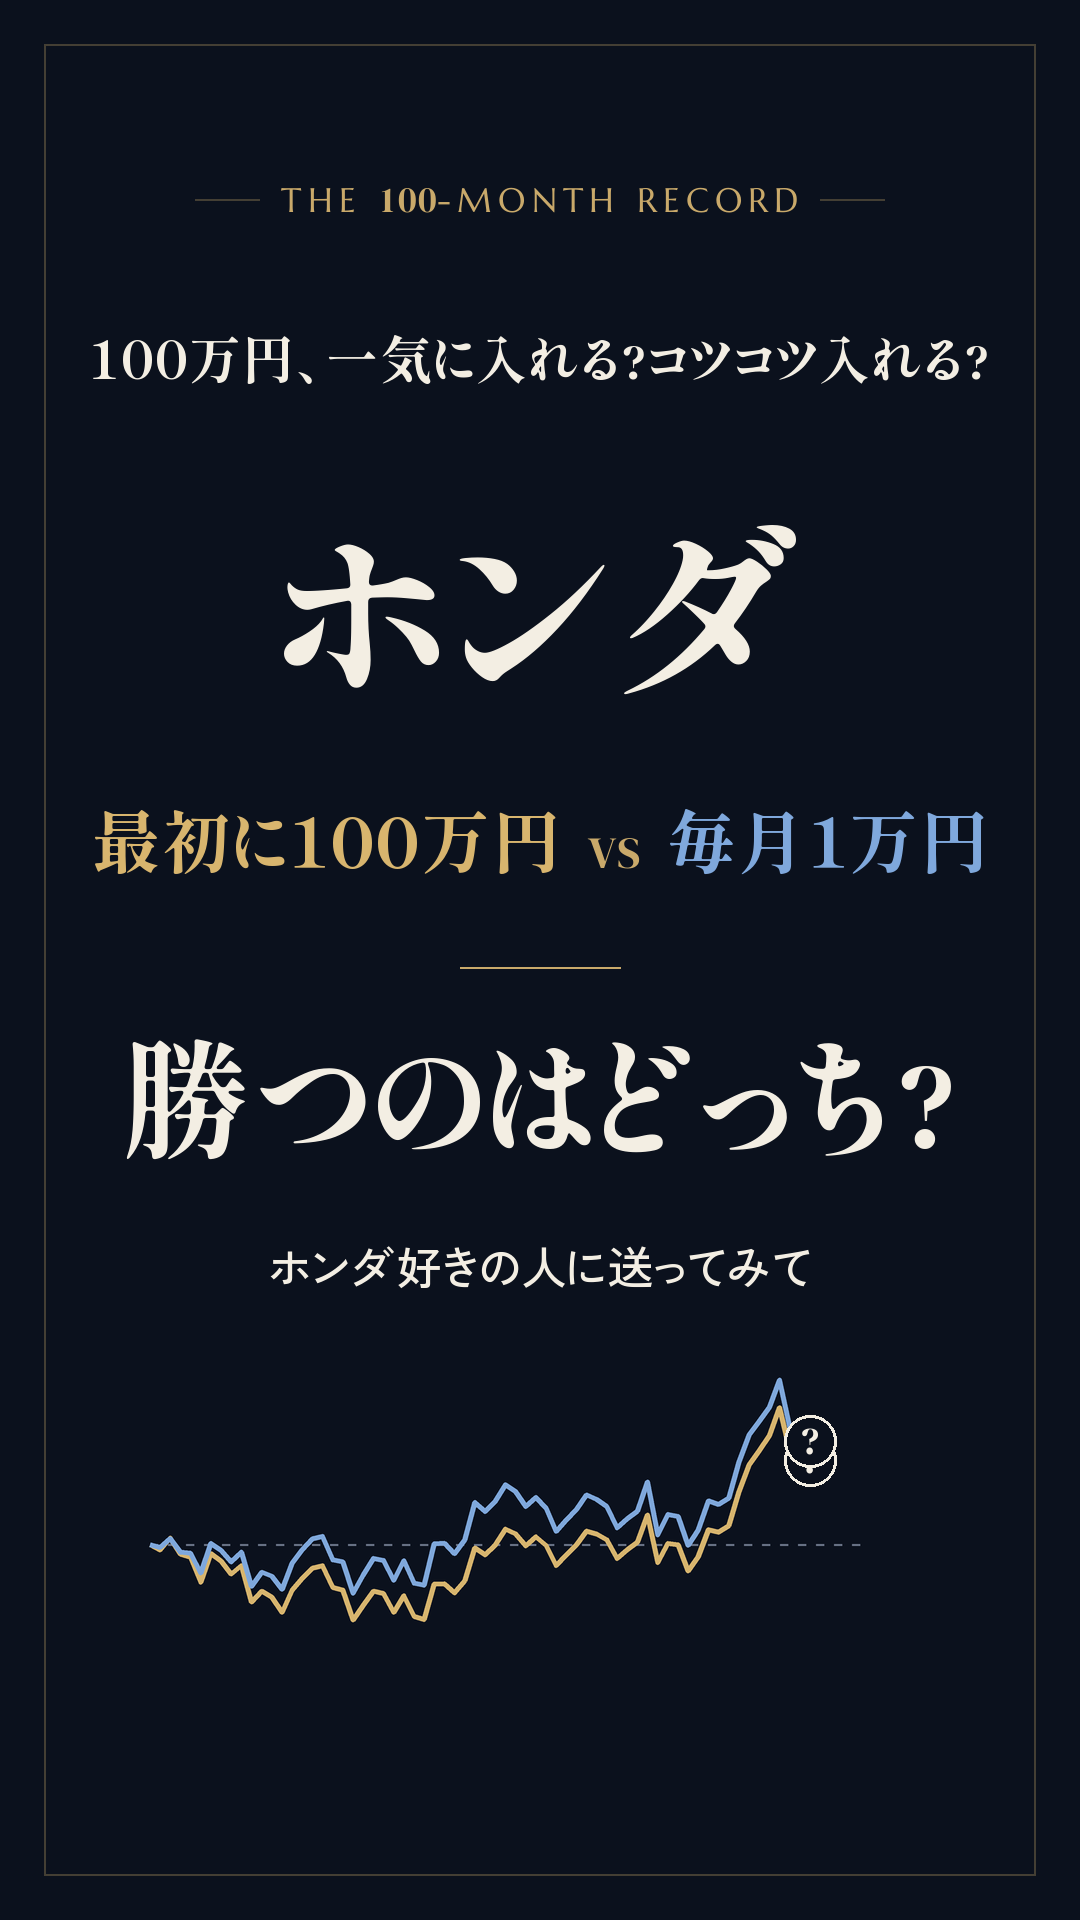 THE 100-MONTH RECORD
100万円、一気に入れる?コツコツ入れる?
ホンダ
最初に100万円 vs 毎月1万円
勝つのはどっち?
ホンダ好きの人に送ってみて
?